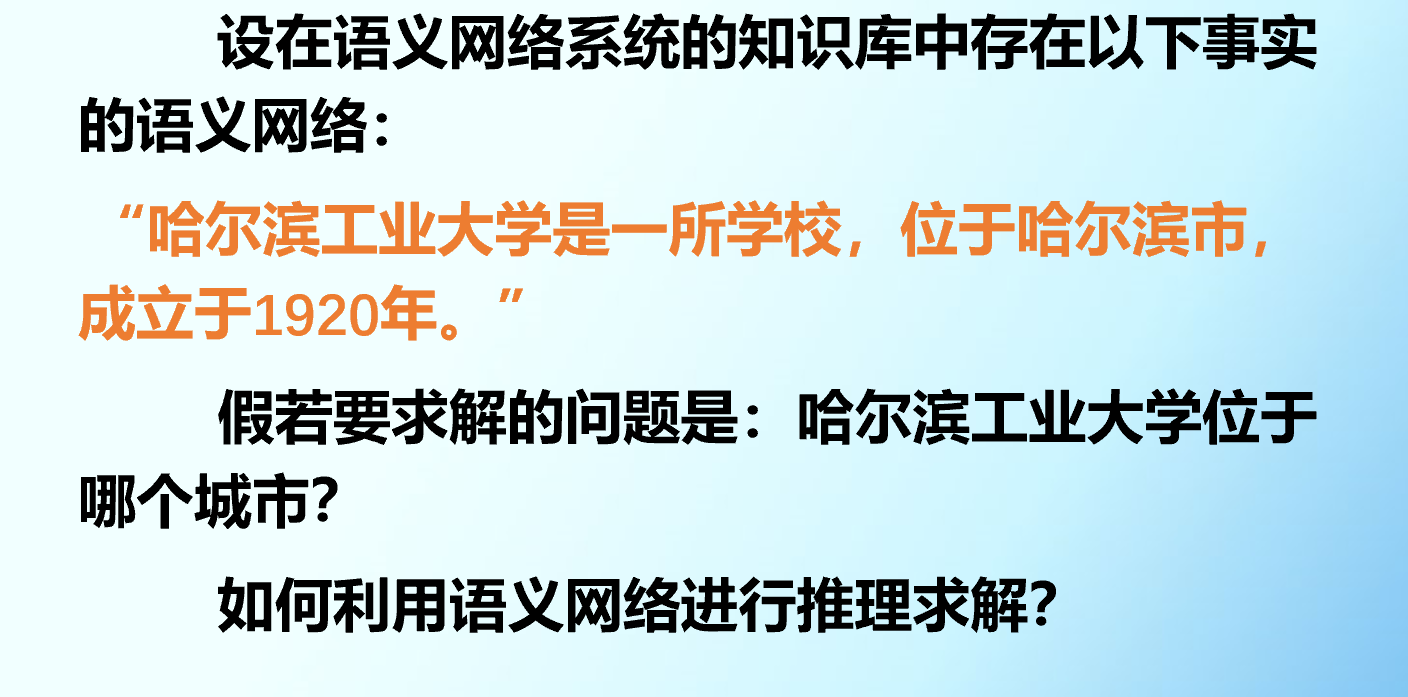 设在语义网络系统的知识库中存在以下事实
的语义网络：
“哈尔滨工业大学是一所学校，位于哈尔滨市，
成立于1920年。”
假若要求解的问题是：哈尔滨工业大学位于
哪个城市？
如何利用语义网络进行推理求解？